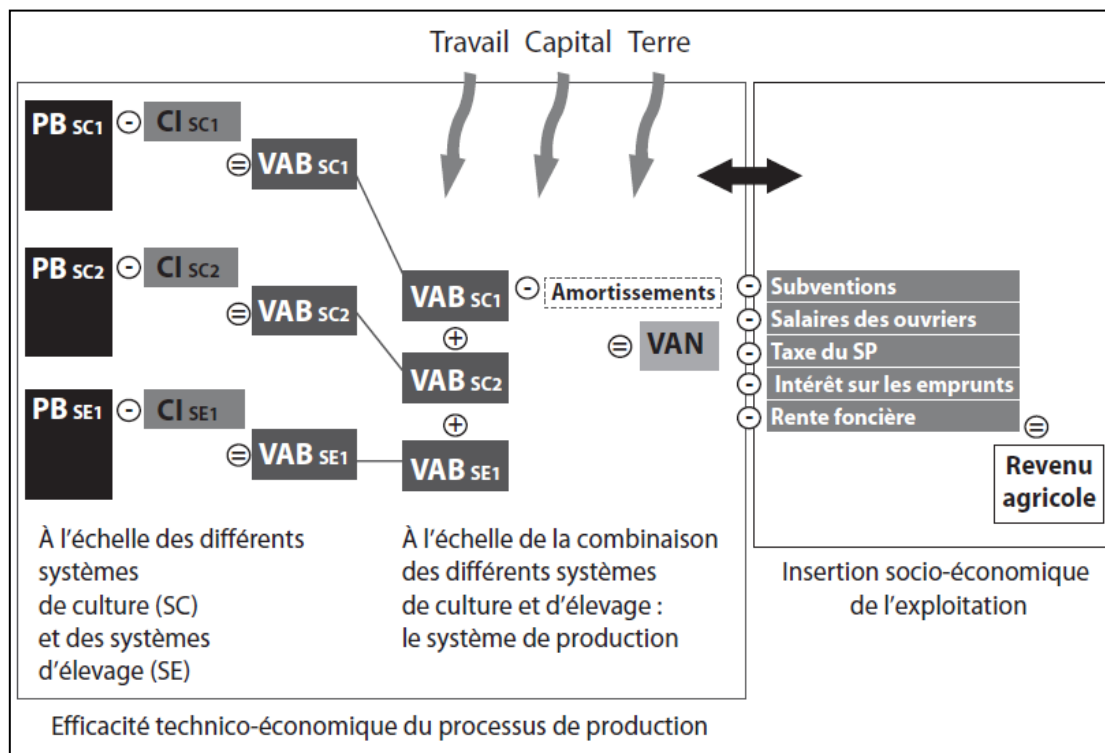 Travail Capital Terre
PB SC1 - CI SC1
= VAB SC1
PB SC2 - CI SC2
= VAB SC2
PB SE1 - CI SE1
= VAB SE1
VAB SC1 - Amortissements
+
= VAN
VAB SC2
+
VAB SE1
- Subventions
- Salaires des ouvriers
- Taxe du SP
- Intérêt sur les emprunts
- Rente foncière
=
Revenu
agricole
À l'échelle des différents
systèmes
de culture (SC)
et des systèmes
d'élevage (SE)
À l'échelle de la combinaison
des différents systèmes
de culture et d'élevage :
le système de production
Insertion socio-économique
de l'exploitation
Efficacité technico-économique du processus de production